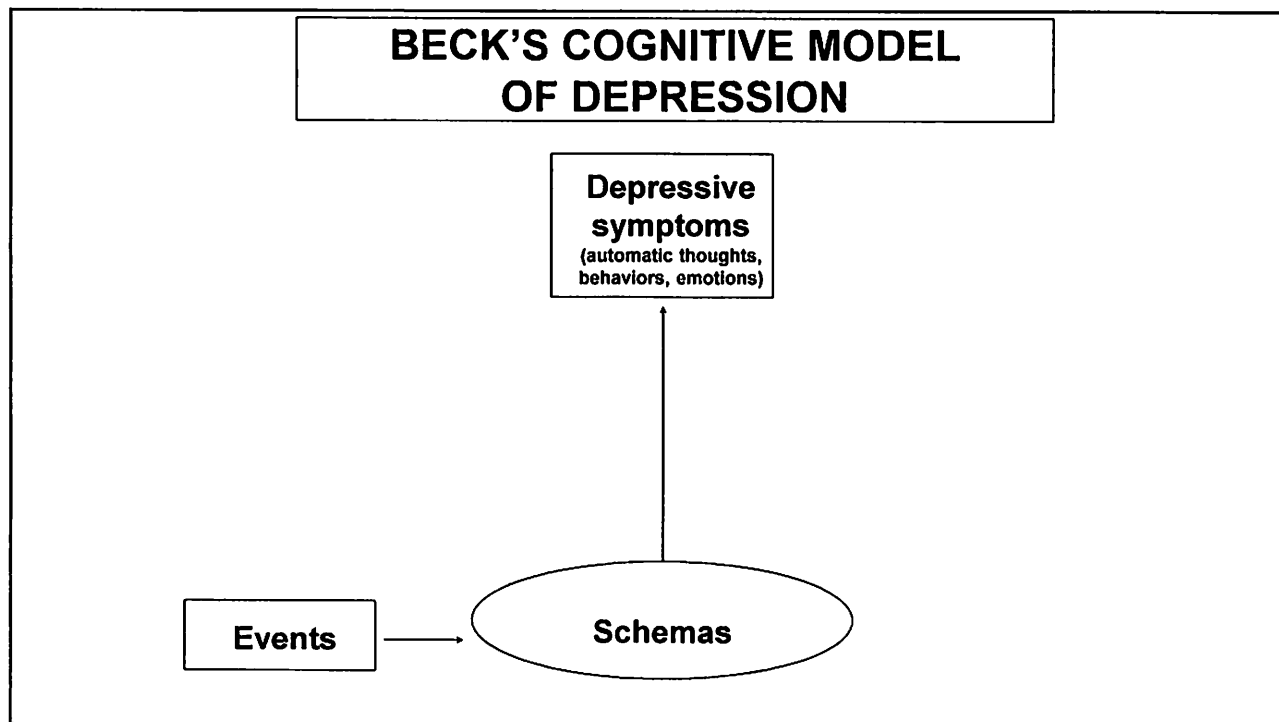 BECK'S COGNITIVE MODEL
OF DEPRESSION
Depressive
symptoms
(automatic thoughts,
behaviors, emotions)
Events
Schemas